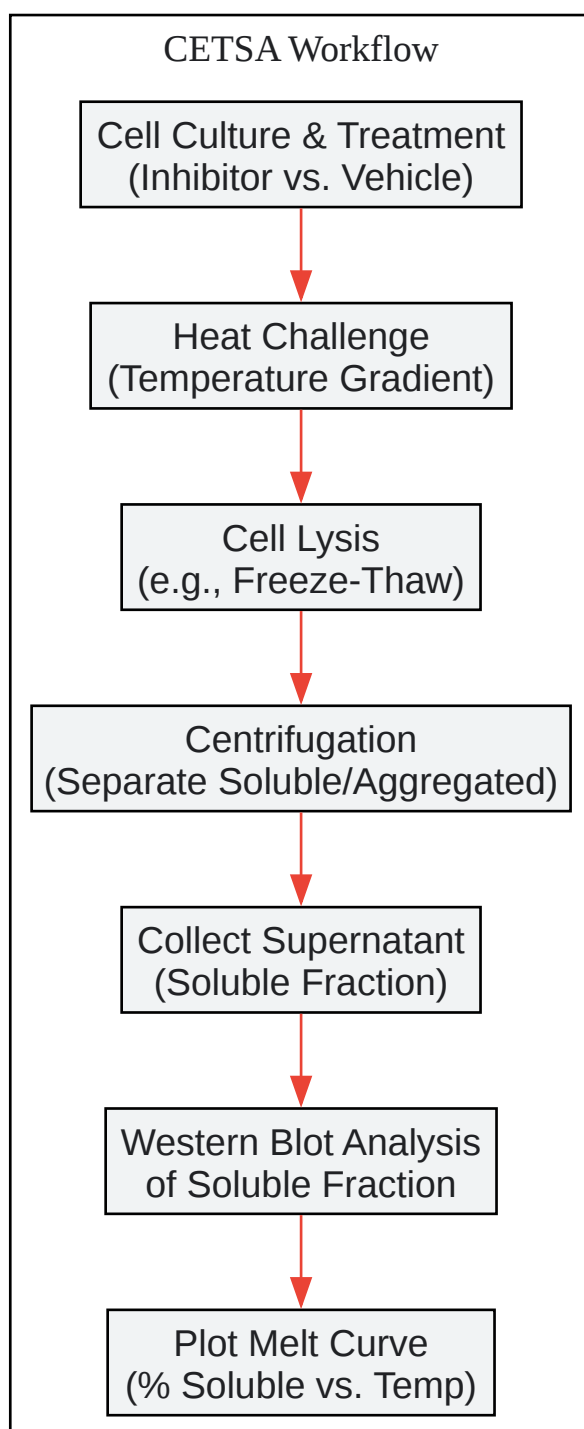 CETSA Workflow
Cell Culture & Treatment
(Inhibitor vs. Vehicle)
Heat Challenge
(Temperature Gradient)
Cell Lysis
(e.g., Freeze-Thaw)
Centrifugation
(Separate Soluble/Aggregated)
Collect Supernatant
(Soluble Fraction)
Western Blot Analysis
of Soluble Fraction
Plot Melt Curve
(% Soluble vs. Temp)